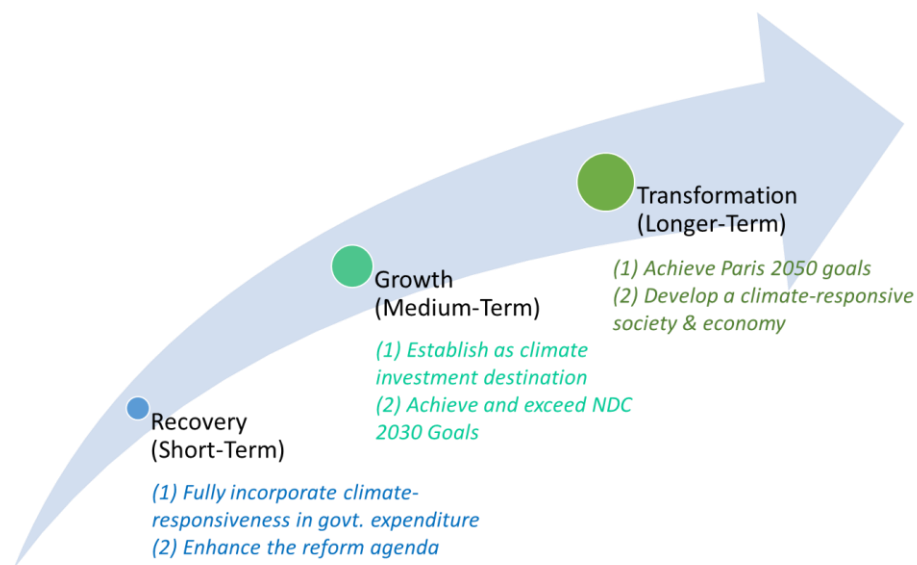 Transformation
(Longer-Term)
(1) Achieve Paris 2050 goals
(2) Develop a climate-responsive
society & economy
Growth
(Medium-Term)
(1) Establish as climate
investment destination
(2) Achieve and exceed NDC
2030 Goals
Recovery
(Short-Term)
(1) Fully incorporate climate-
responsiveness in govt. expenditure
(2) Enhance the reform agenda